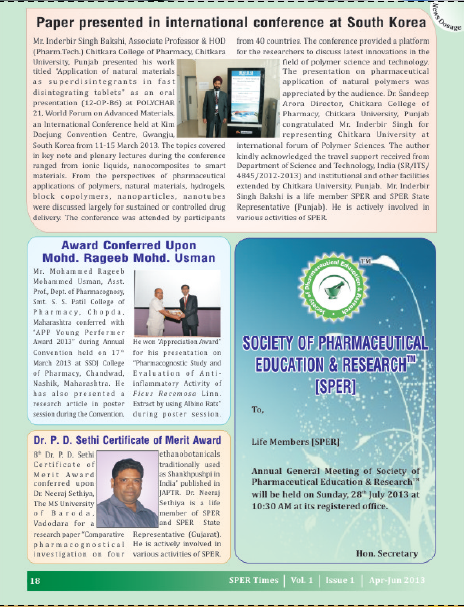 News Dosage
Paper presented in international conference at South Korea
Mr. Inderbir Singh Bakshi, Associate Professor & HOD
(Pharm.Tech.) Chitkara College of Pharmacy, Chitkara
University, Punjab presented his work
titled "Application of natural materials
as superdisintegrants in fast
disintegrating tablets" as an oral
presentation (12-OP-B6) at POLYCHAR
21, World Forum on Advanced Materials,
an International Conference held at Kim
Daejung Convention Centre, Gwangju,
South Korea from 11-15 March 2013. The topics covered
in key note and plenary lectures during the conference
ranged from ionic liquids, nanocomposites to smart
materials. From the perspectives of pharmaceutical
applications of polymers, natural materials, hydrogels,
block copolymers, nanoparticles, nanotubes
were discussed largely for sustained or controlled drug
delivery. The conference was attended by participants
from 40 countries. The conference provided a platform
for the researchers to discuss latest innovations in the
field of polymer science and technology.
The presentation on pharmaceutical
application of natural polymers was
appreciated by the audience. Dr. Sandeep
Arora Director, Chitkara College of
Pharmacy, Chitkara University, Punjab
congratulated Mr. Inderbir Singh for
representing Chitkara University at
international forum of Polymer Sciences. The author
kindly acknowledged the travel support received from
Department of Science and Technology, India (SR/ITS/
4845/2012-2013) and institutional and other facilities
extended by Chitkara University, Punjab. Mr. Inderbir
Singh Bakshi is a life member SPER and SPER State
Representative (Punjab). He is actively involved in
various activities of SPER.
Award Conferred Upon
Mohd. Rageeb Mohd. Usman
Mr. Mohammed Rageeb
Mohammed Usman, Asst.
Prof., Dept. of Pharmacognosy,
Smt. S. S. Patil College of
Pharmacy, Chopda,
Maharashtra conferred with
"APP Young Performer
Award 2013" during Annual
Convention held on 17th
March 2013 at SSDJ College
of Pharmacy, Chandwad,
Nashik, Maharashtra. He
has also presented a
research article in poster
session during the Convention.
He won "Appreciation Award"
for his presentation on
"Pharmacognostic Study and
Evaluation of Anti-
inflammatory Activity of
Ficus Racemosa Linn.
Extract by using Albino Rats"
during poster session.
Dr. P. D. Sethi Certificate of Merit Award
8th Dr. P. D. Sethi
Certificate of
Merit Award
conferred upon
Dr. Neeraj Sethiya,
The MS University
of Baroda,
Vadodara for a
research paper "Comparative
pharmacognostical
investigation on four
ethanobotanicals
traditionally used
as Shankhpushpi in
India" published in
JAPTR. Dr. Neeraj
Sethiya is a life
member of SPER
and SPER State
Representative (Gujarat).
He is actively involved in
various activities of SPER.
Society of Pharmaceutical Education & Research
TM
SOCIETY OF PHARMACEUTICAL
EDUCATION & RESEARCH™
[SPER]
To,
Life Members [SPER]
Annual General Meeting of Society of
Pharmaceutical Education & Research™
will be held on Sunday, 28th July 2013 at
10:30 AM at its registered office.
Hon. Secretary
18
SPER Times | Vol. 1 | Issue 1 | Apr-Jun 2013